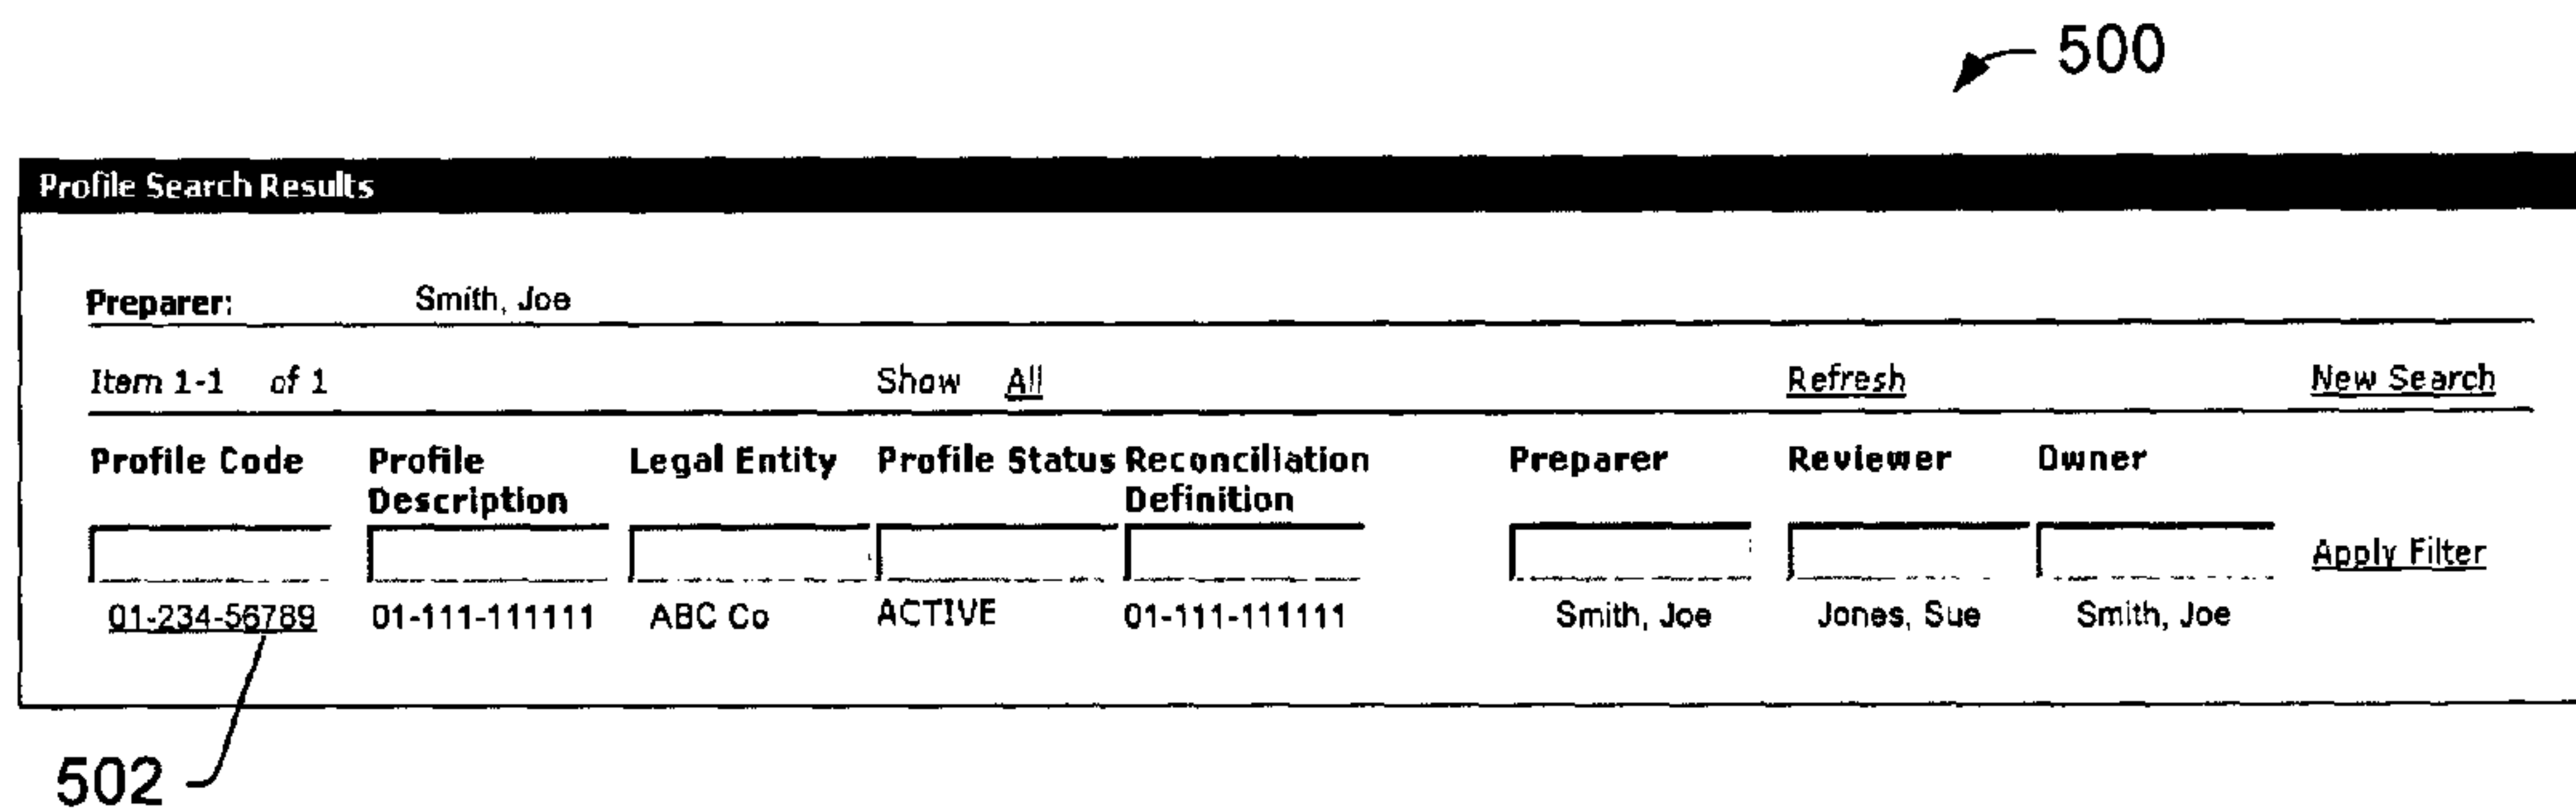 500
Profile Search Results
Preparer: Smith, Joe
Item 1-1 of 1 Show All Refresh New Search
Profile Code Profile Description Legal Entity Profile Status Reconciliation Definition Preparer Reviewer Owner
Apply Filter
01-234-56789 01-111-111111 ABC Co ACTIVE 01-111-111111 Smith, Joe Jones, Sue Smith, Joe
502